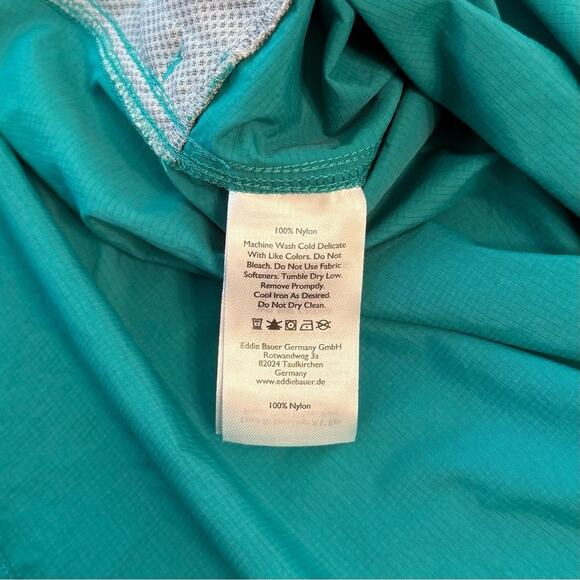 100% Nylon
Machine Wash Cold Delicate
With Like Colors. Do Not
Bleach. Do Not Use Fabric
Softeners. Tumble Dry Low.
Remove Promptly.
Cool Iron As Desired.
Do Not Dry Clean.
Eddie Bauer Germany GmbH
Rotwandweg 3a
82024 Taufkirchen
Germany
www.eddiebauer.de
100% Nylon